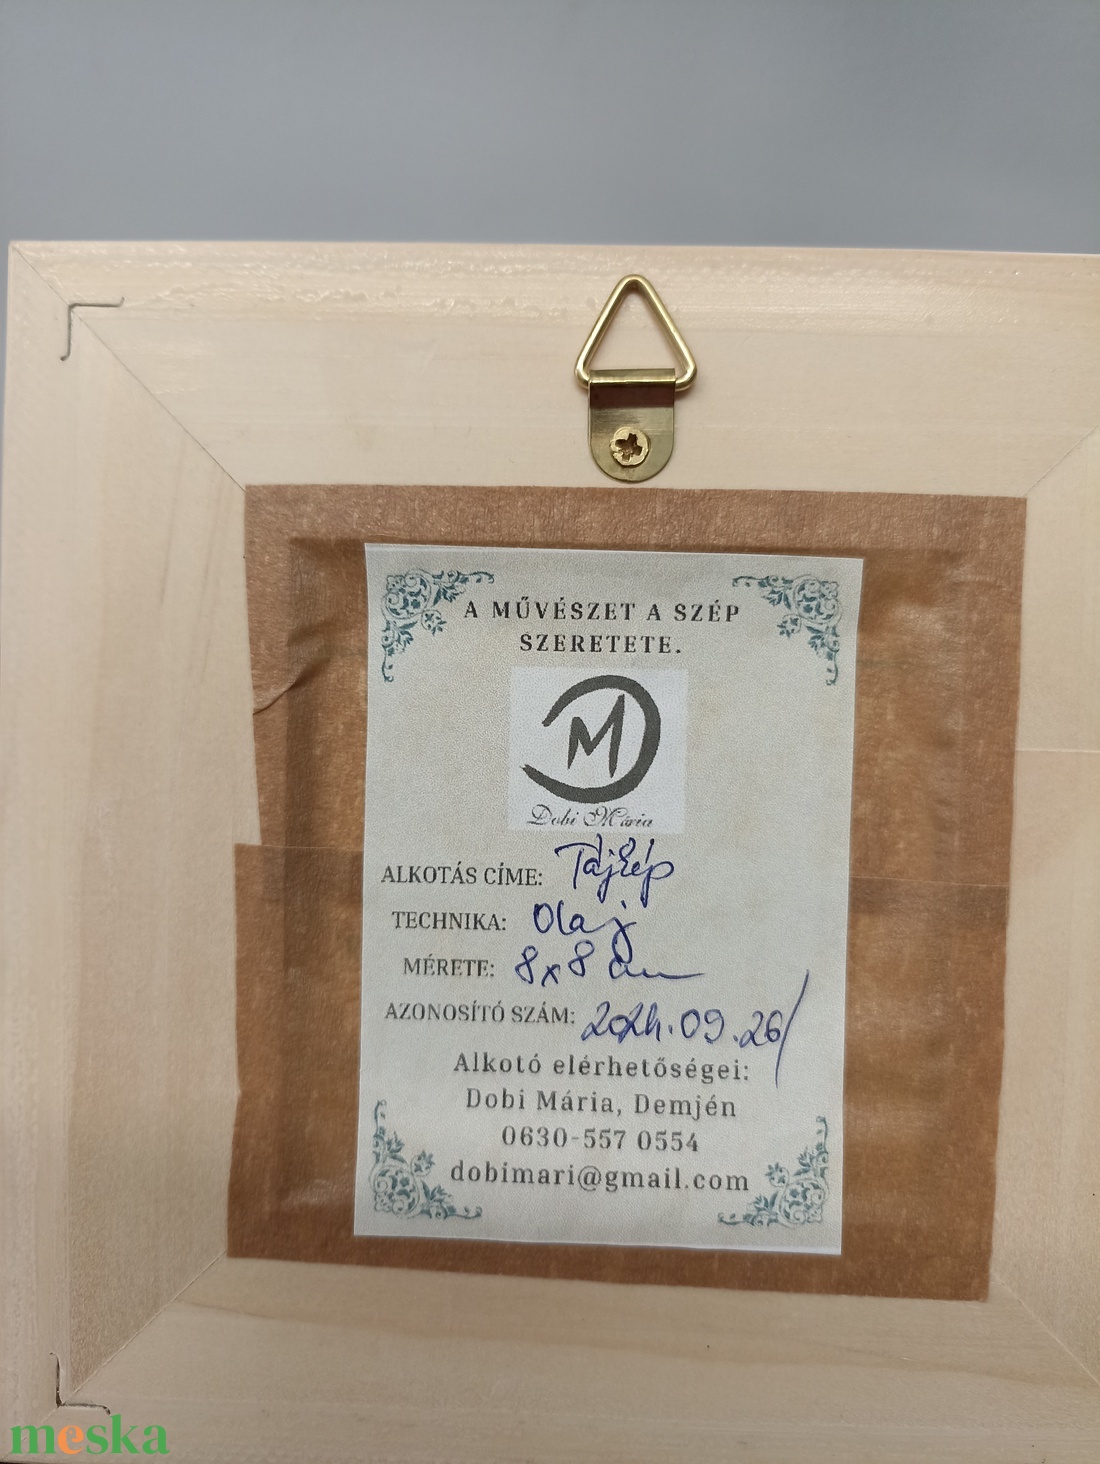 A MŰVÉSZET A SZÉP
SZERETETE.
M
Dobi Mária
ALKOTÁS CÍME: Tájkép
TECHNIKA: Olaj
MÉRETE: 8x8 cm
AZONOSÍTÓ SZÁM: 2024.09.26/
Alkotó elérhetőségei:
Dobi Mária, Demjén
0630-557 0554
dobimari@gmail.com
meska